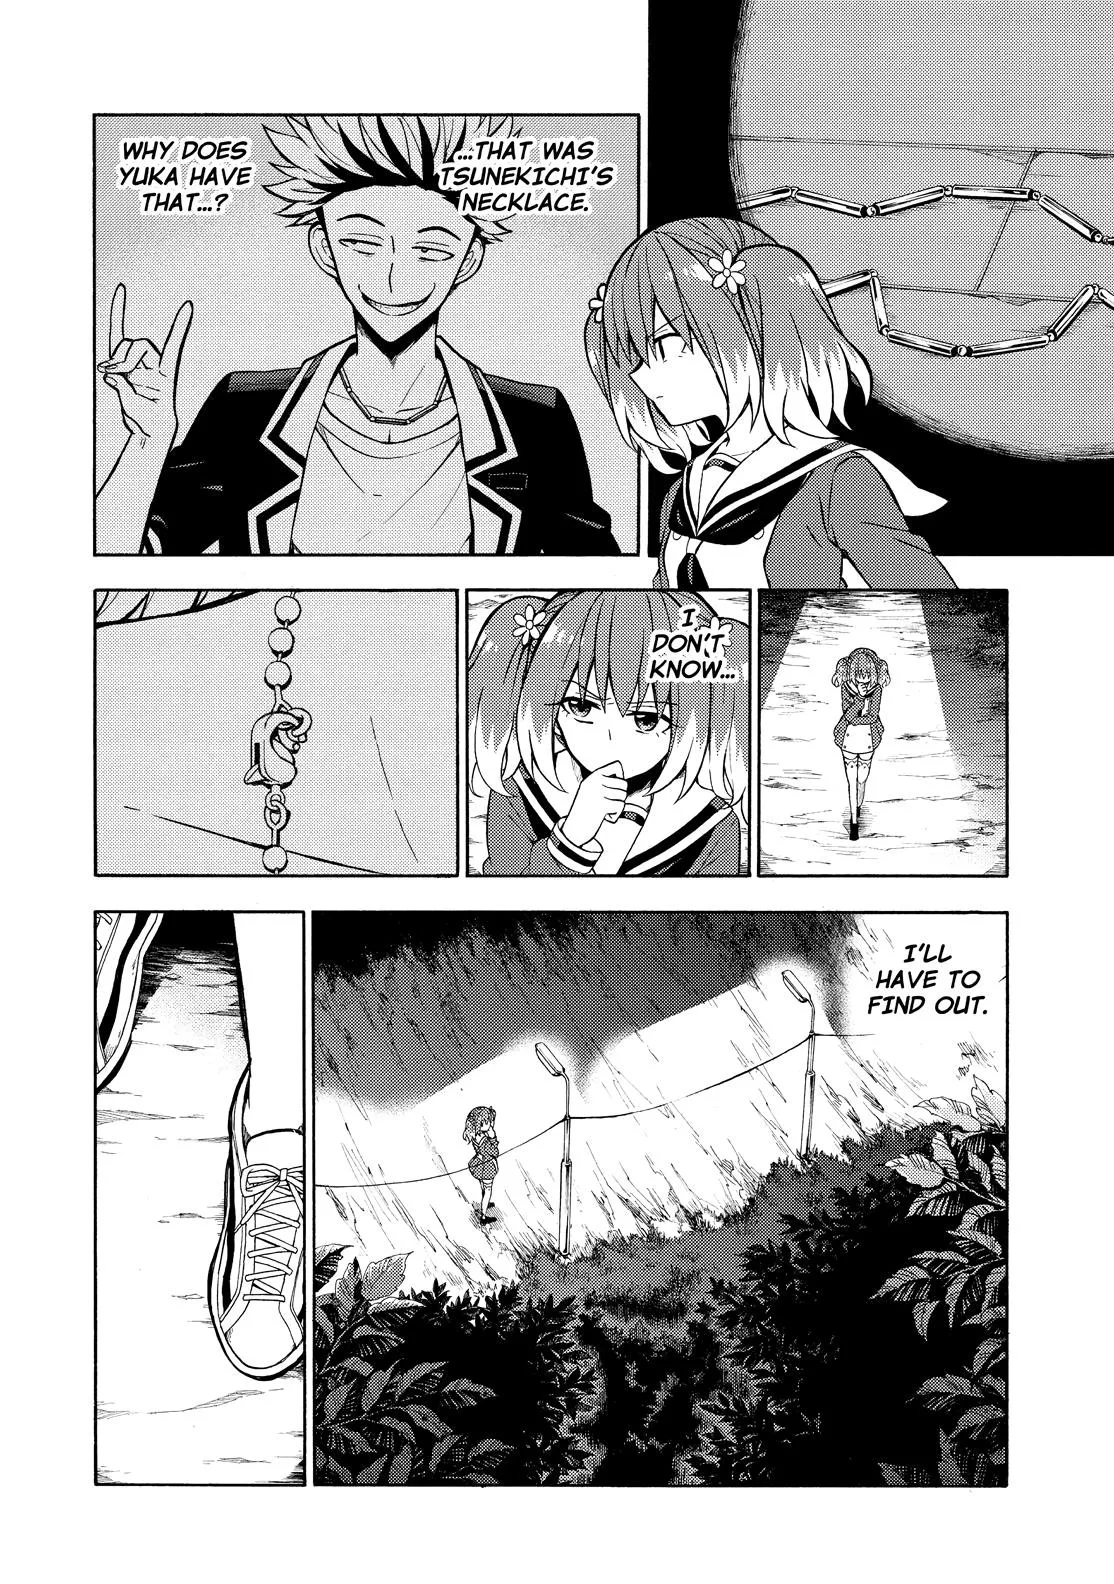 ...THAT WAS
TSUNEKICHI'S
NECKLACE.
WHY DOES
YUKA HAVE
THAT...?
I
DON'T
KNOW...
I'LL
HAVE TO
FIND OUT.